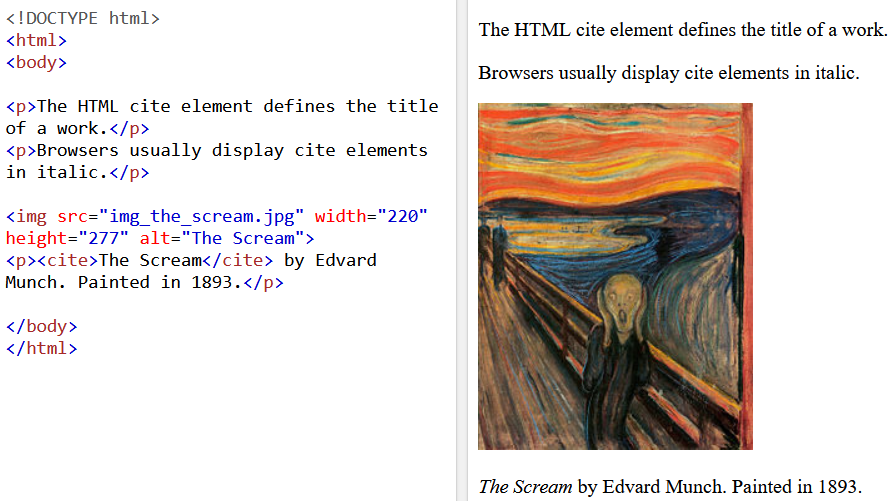 <!DOCTYPE html>
<html>
<body>
<p>The HTML cite element defines the title
of a work.</p>
<p>Browsers usually display cite elements
in italic.</p>
<img src="img_the_scream.jpg" width="220"
height="277" alt="The Scream">
<p><cite>The Scream</cite> by Edvard
Munch. Painted in 1893.</p>
</body>
</html>
The HTML cite element defines the title of a work.
Browsers usually display cite elements in italic.
The Scream by Edvard Munch. Painted in 1893.